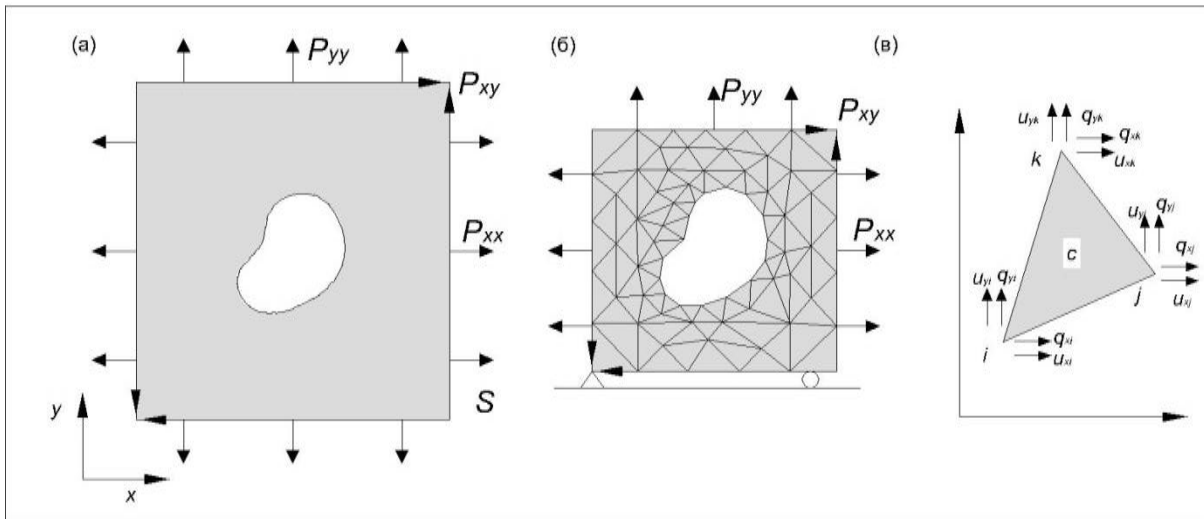 (а)
Pyy
Pxy
Pxx
S
y
x
(б)
Pyy
Pxy
Pxx
(в)
uyk qyk
qxk
uxk
k
uyj qyj
qxj
uxj
j
c
uyi qyi
qxi
uxi
i